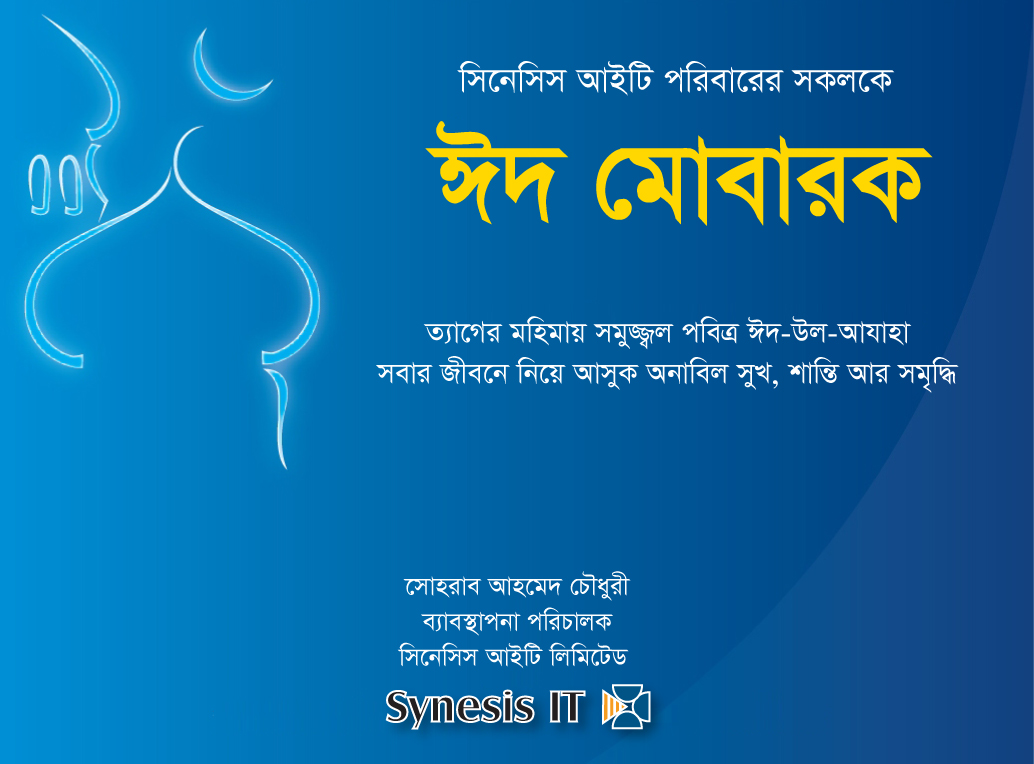 সিনেসিস আইটি পরিবারের সকলকে
ঈদ মোবারক
ত্যাগের মহিমায় সমুজ্জ্বল পবিত্র ঈদ-উল-আযাহা
সবার জীবনে নিয়ে আসুক অনাবিল সুখ, শান্তি আর সমৃদ্ধি
সোহরাব আহমেদ চৌধুরী
ব্যাবস্থাপনা পরিচালক
সিনেসিস আইটি লিমিটেড
Synesis IT